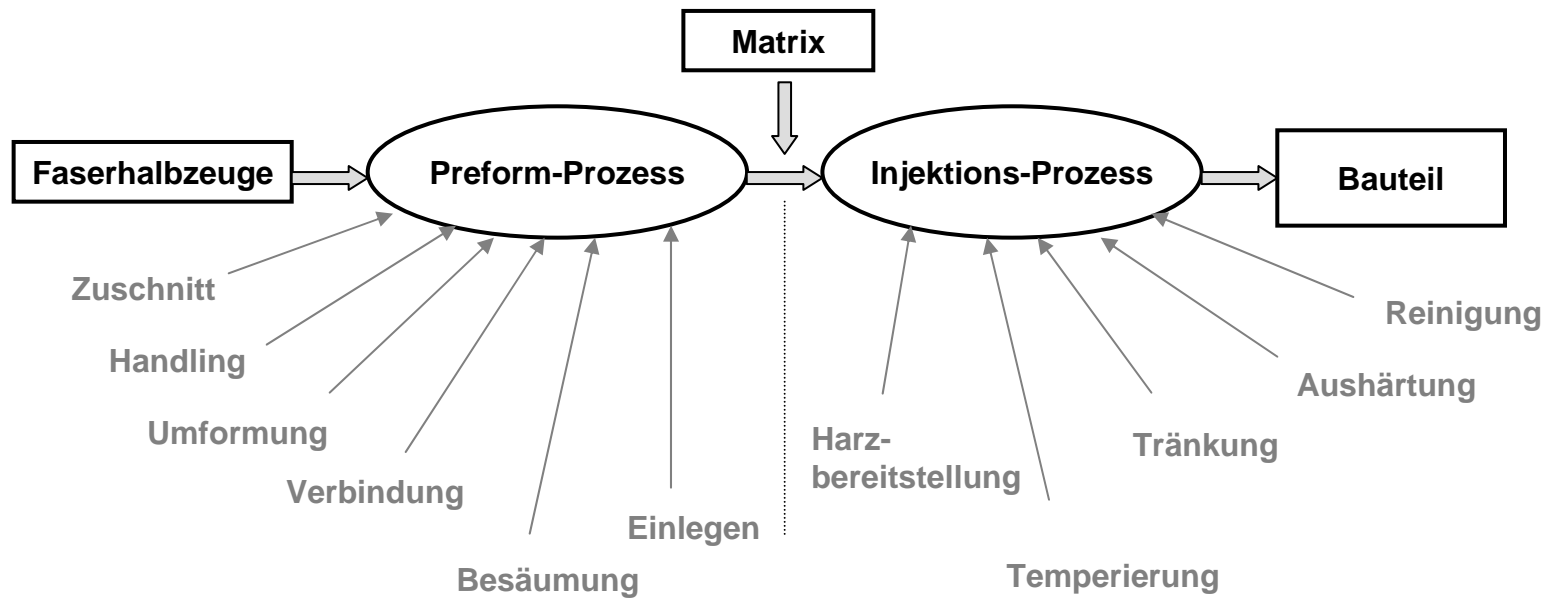 Matrix
Faserhalbzeuge
Preform-Prozess
Injektions-Prozess
Bauteil
Zuschnitt
Handling
Umformung
Verbindung
Besäumung
Einlegen
Harz-
bereitstellung
Temperierung
Tränkung
Aushärtung
Reinigung